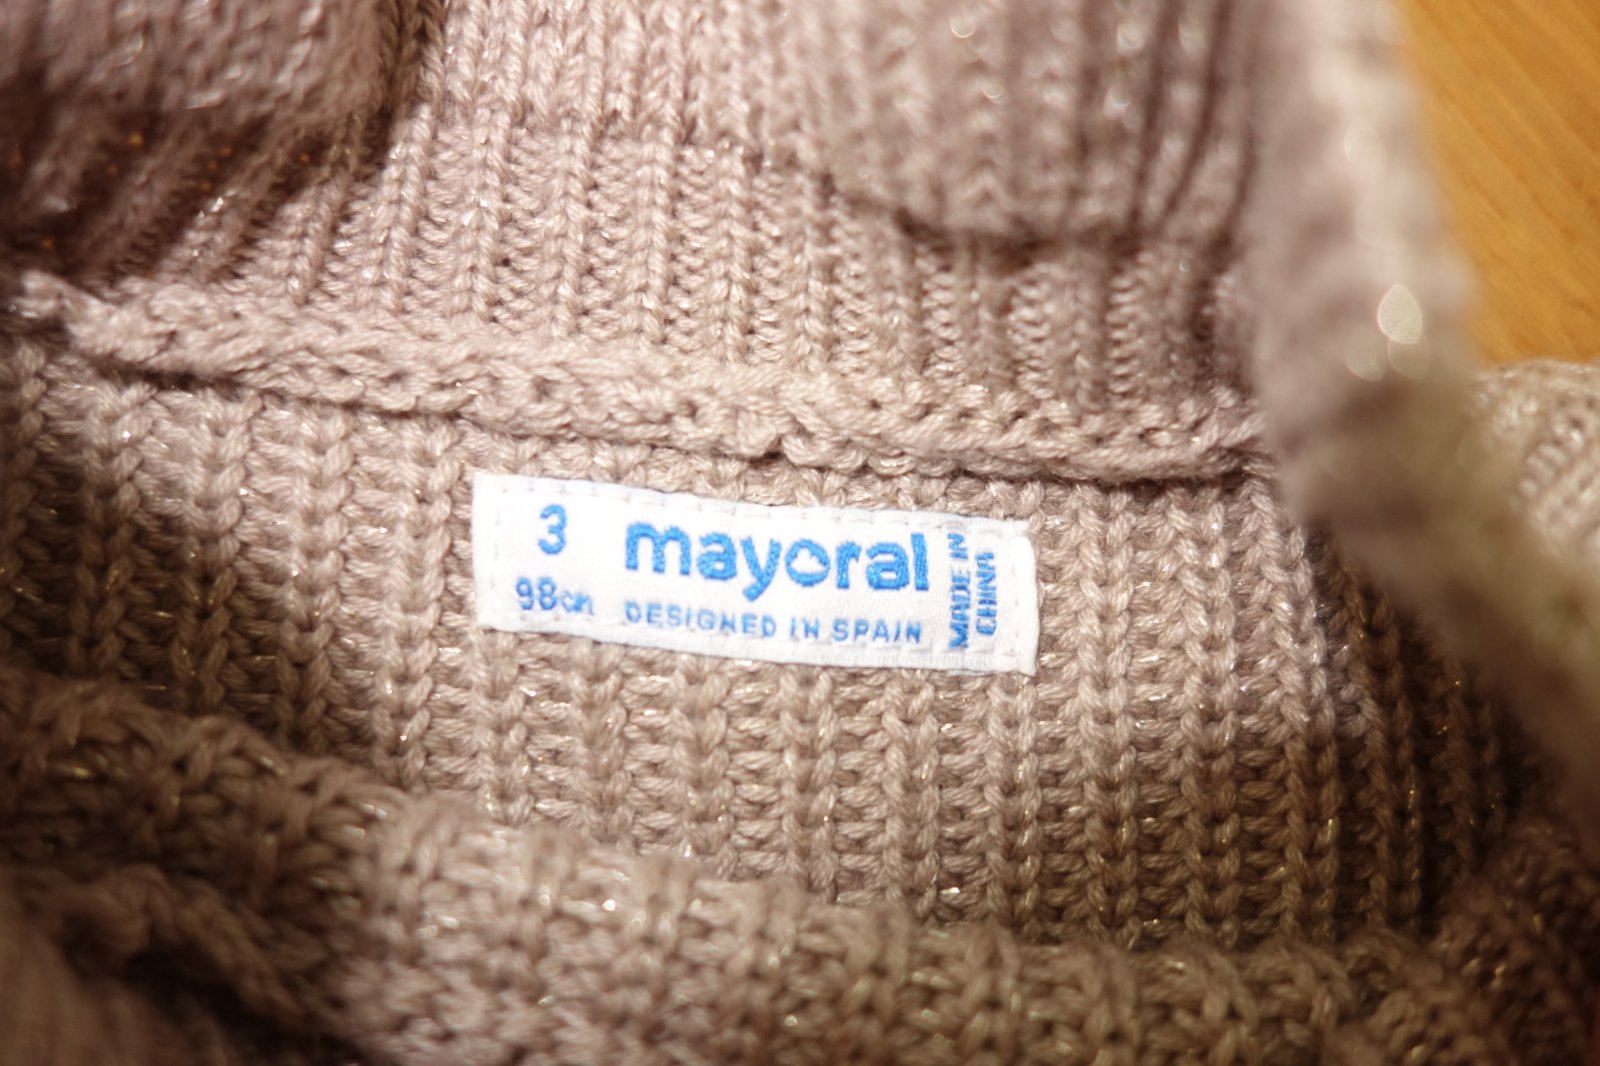 3
98cm
mayoral
DESIGNED IN SPAIN
MADE IN
CHINA